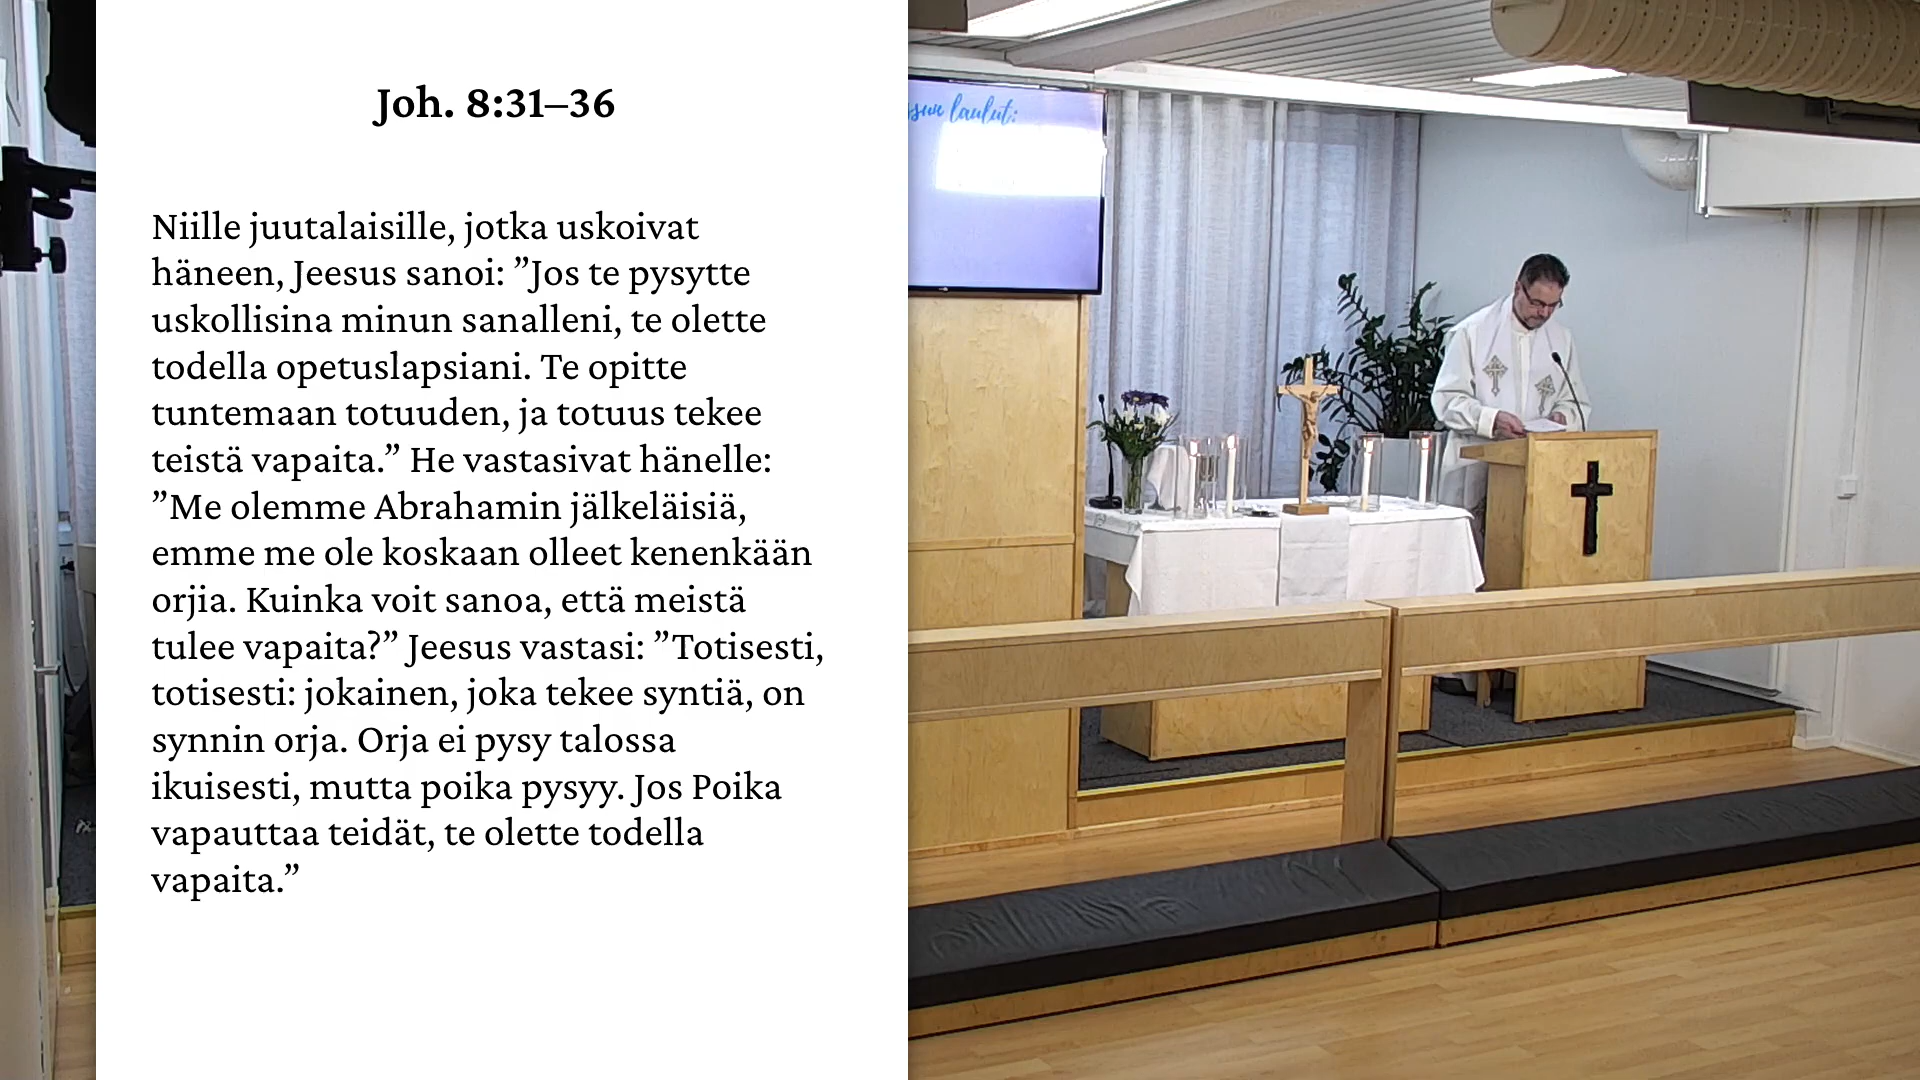 Joh. 8:31–36
Niille juutalaisille, jotka uskoivat
häneen, Jeesus sanoi: ”Jos te pysytte
uskollisina minun sanalleni, te olette
todella opetuslapsiani. Te opitte
tuntemaan totuuden, ja totuus tekee
teistä vapaita.” He vastasivat hänelle:
”Me olemme Abrahamin jälkeläisiä,
emme me ole koskaan olleet kenenkään
orjia. Kuinka voit sanoa, että meistä
tulee vapaita?” Jeesus vastasi: ”Totisesti,
totisesti: jokainen, joka tekee syntiä, on
synnin orja. Orja ei pysy talossa
ikuisesti, mutta poika pysyy. Jos Poika
vapauttaa teidät, te olette todella
vapaita.”
laulut: